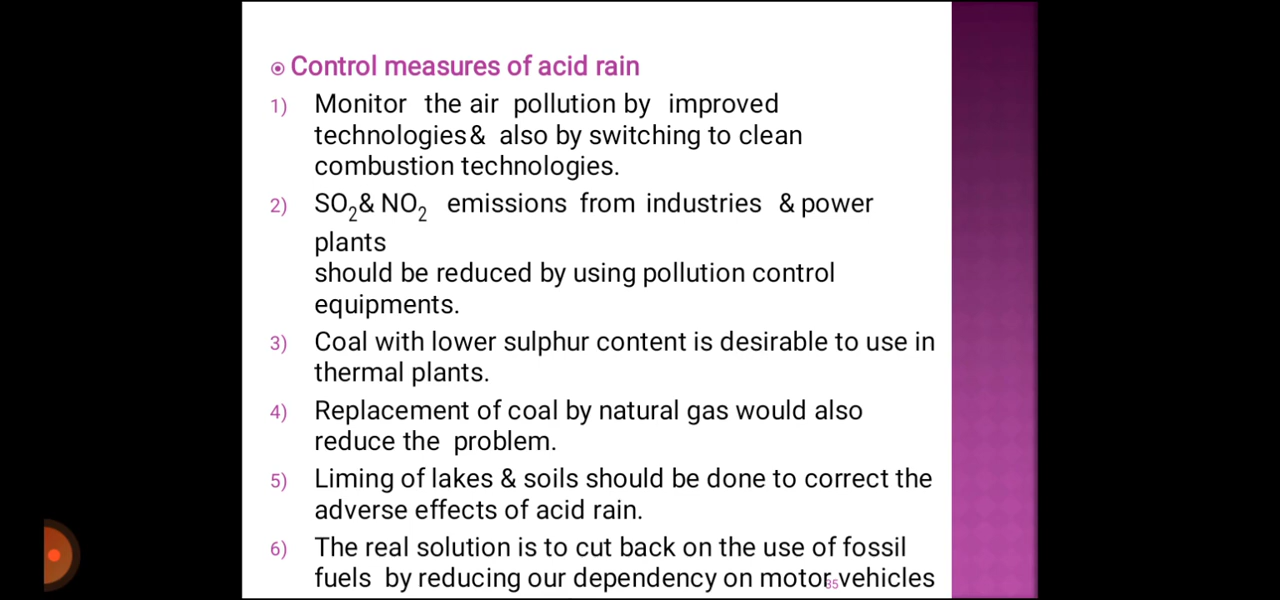 Control measures of acid rain
1) Monitor the air pollution by improved
technologies& also by switching to clean
combustion technologies.
2) SO₂& NO₂ emissions from industries & power
plants
should be reduced by using pollution control
equipments.
3) Coal with lower sulphur content is desirable to use in
thermal plants.
4) Replacement of coal by natural gas would also
reduce the problem.
5) Liming of lakes & soils should be done to correct the
adverse effects of acid rain.
6) The real solution is to cut back on the use of fossil
fuels by reducing our dependency on motor vehicles
35